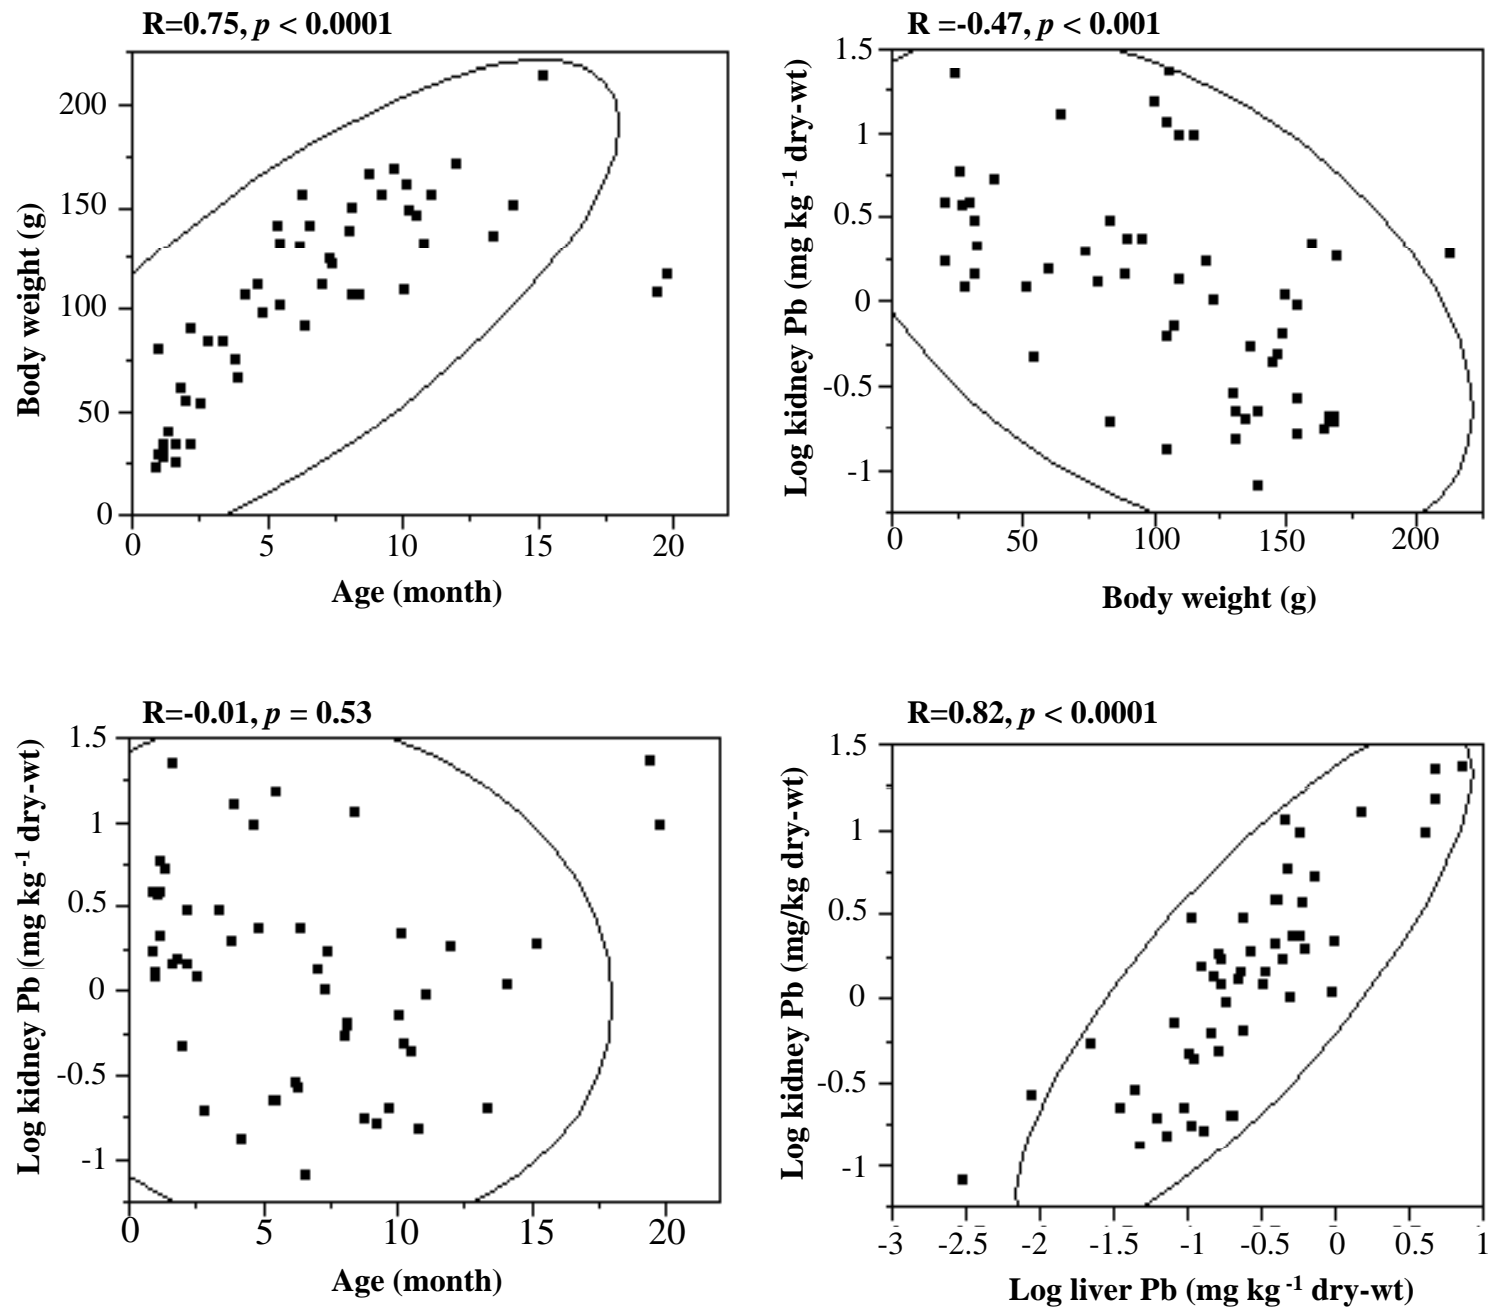 R=0.75, p < 0.0001
200
150
100
50
0
Body weight (g)
0 5 10 15 20
Age (month)
R =-0.47, p < 0.001
1.5
1
0.5
0
-0.5
-1
Log kidney Pb (mg kg -1 dry-wt)
0 50 100 150 200
Body weight (g)
R=-0.01, p = 0.53
1.5
1
0.5
0
-0.5
-1
Log kidney Pb (mg kg -1 dry-wt)
0 5 10 15 20
Age (month)
R=0.82, p < 0.0001
1.5
1
0.5
0
-0.5
-1
Log kidney Pb (mg/kg dry-wt)
-3 -2.5 -2 -1.5 -1 -0.5 0 0.5 1
Log liver Pb (mg kg -1 dry-wt)